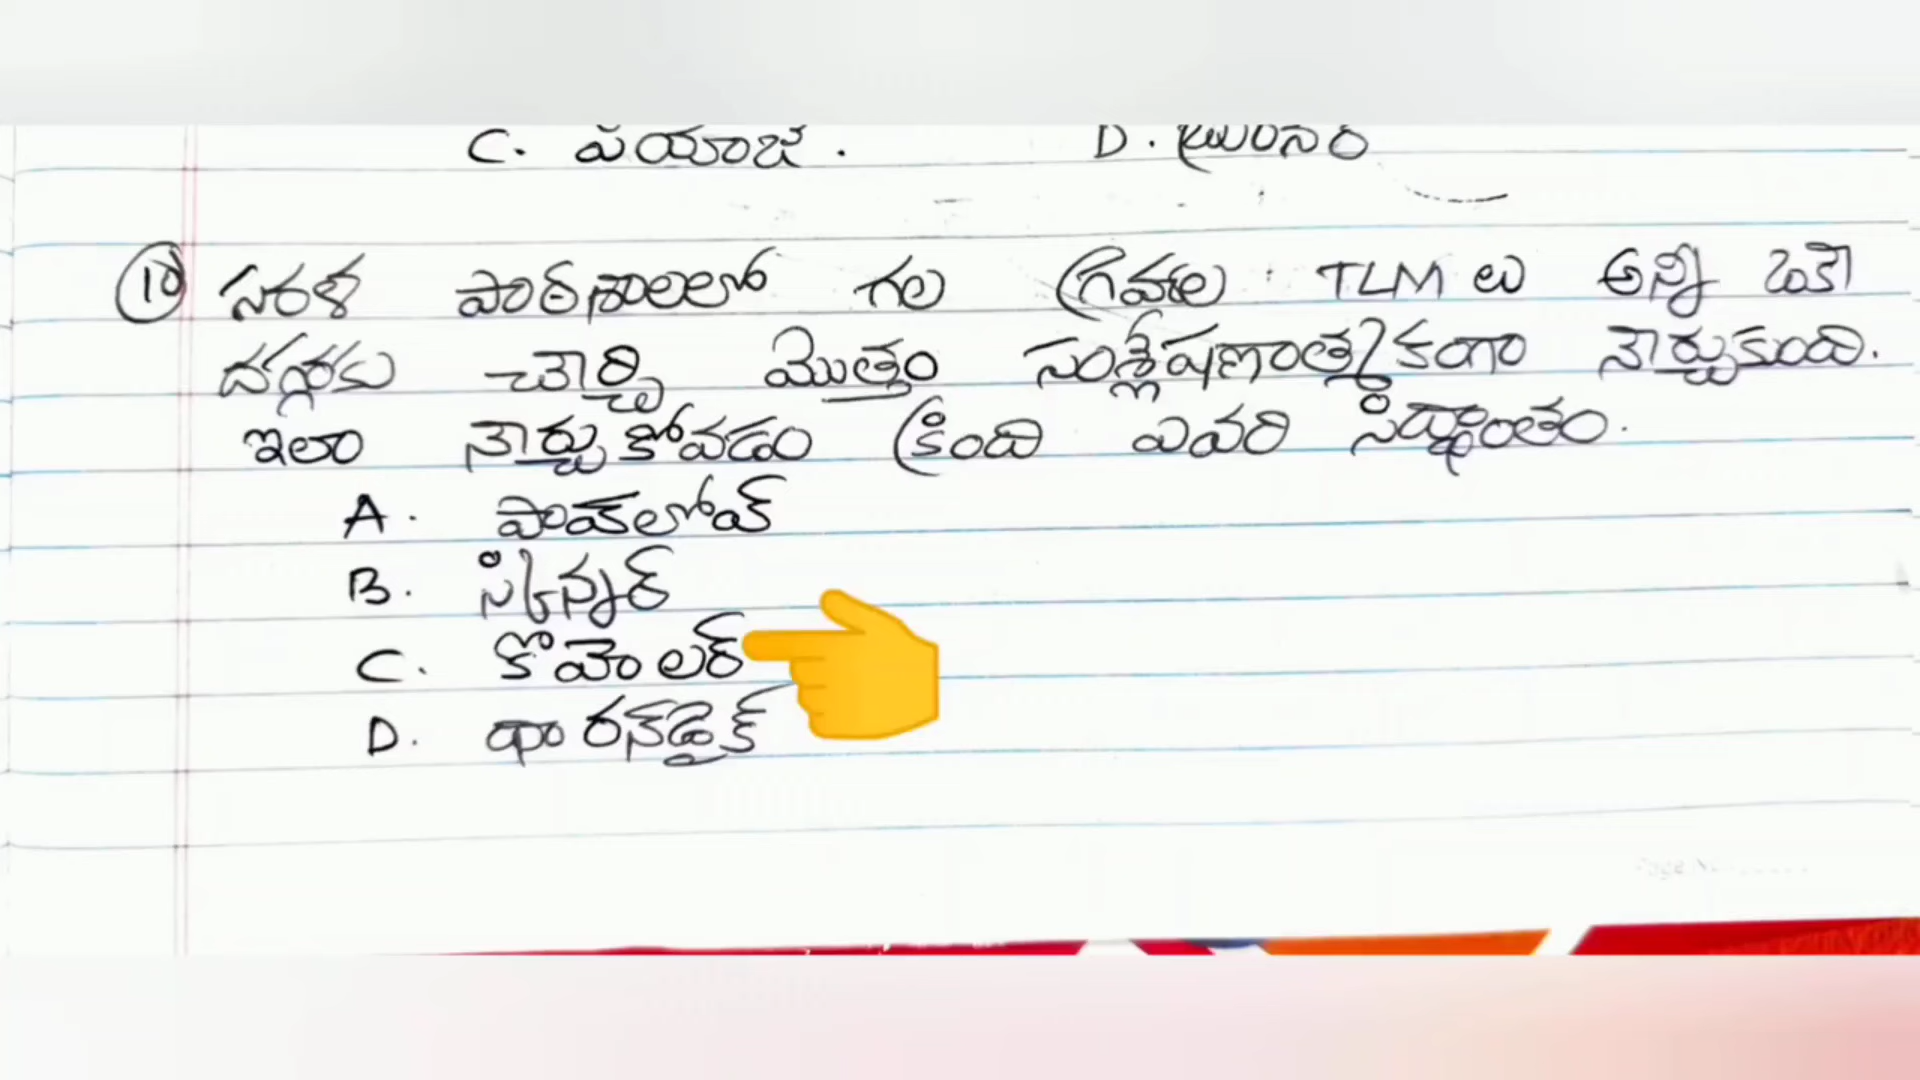 C. పియాజె. D. బ్రూనర్
10 సరళ పాఠశాలలో గల గ్రహల TLM లు అన్ని ఒకే
దగ్గరకు చేర్చి మొత్తం సంశ్లేషణాత్మకంగా నేర్చుకుంది.
ఇలా నేర్చుకోవడం క్రింది ఎవరి సిద్ధాంతం.
A. పావ్‌లోవ్
B. స్కిన్నర్
C. కోహెలర్
D. థారన్‌డైక్